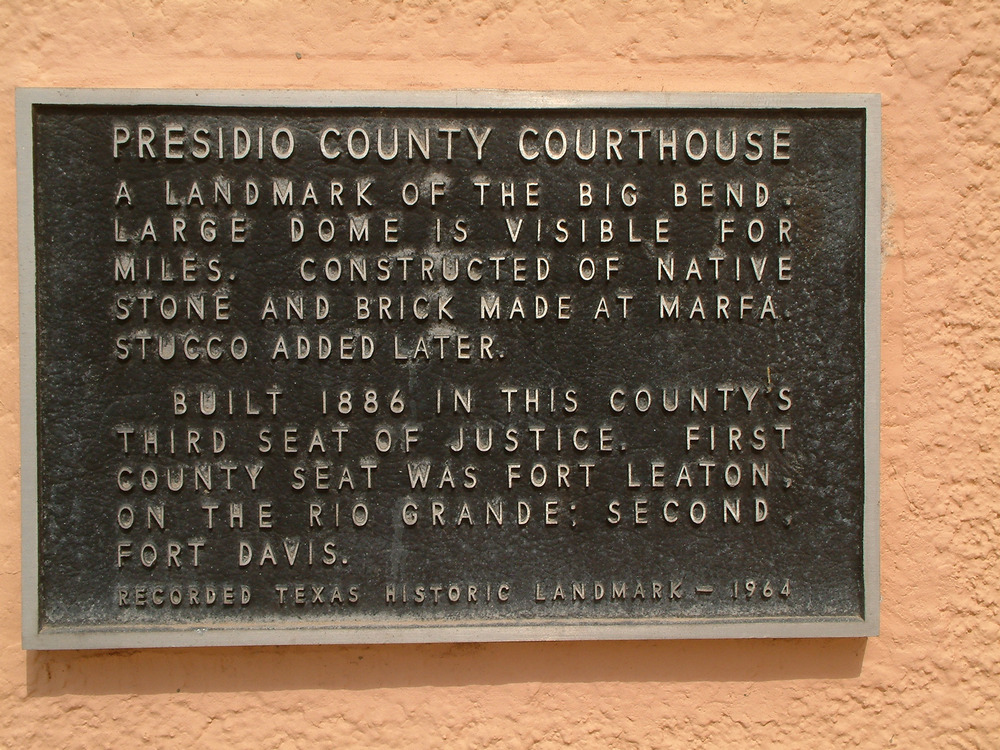 PRESIDIO COUNTY COURTHOUSE
A LANDMARK OF THE BIG BEND.
LARGE DOME IS VISIBLE FOR
MILES. CONSTRUCTED OF NATIVE
STONE AND BRICK MADE AT MARFA.
STUCCO ADDED LATER.
BUILT 1886 IN THIS COUNTY'S
THIRD SEAT OF JUSTICE. FIRST
COUNTY SEAT WAS FORT LEATON,
ON THE RIO GRANDE; SECOND,
FORT DAVIS.
RECORDED TEXAS HISTORIC LANDMARK — 1964